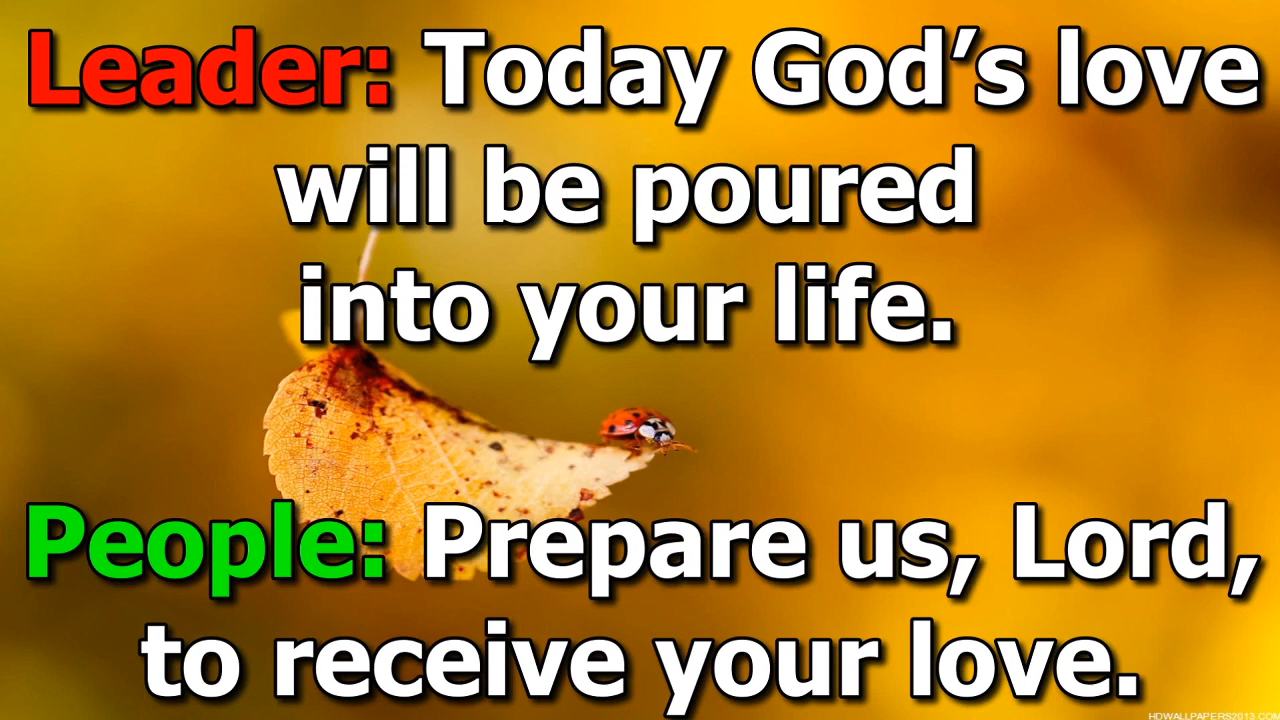 Leader: Today God’s love
will be poured
into your life.
People: Prepare us, Lord,
to receive your love.
HDWALLPAPERS2013.COM